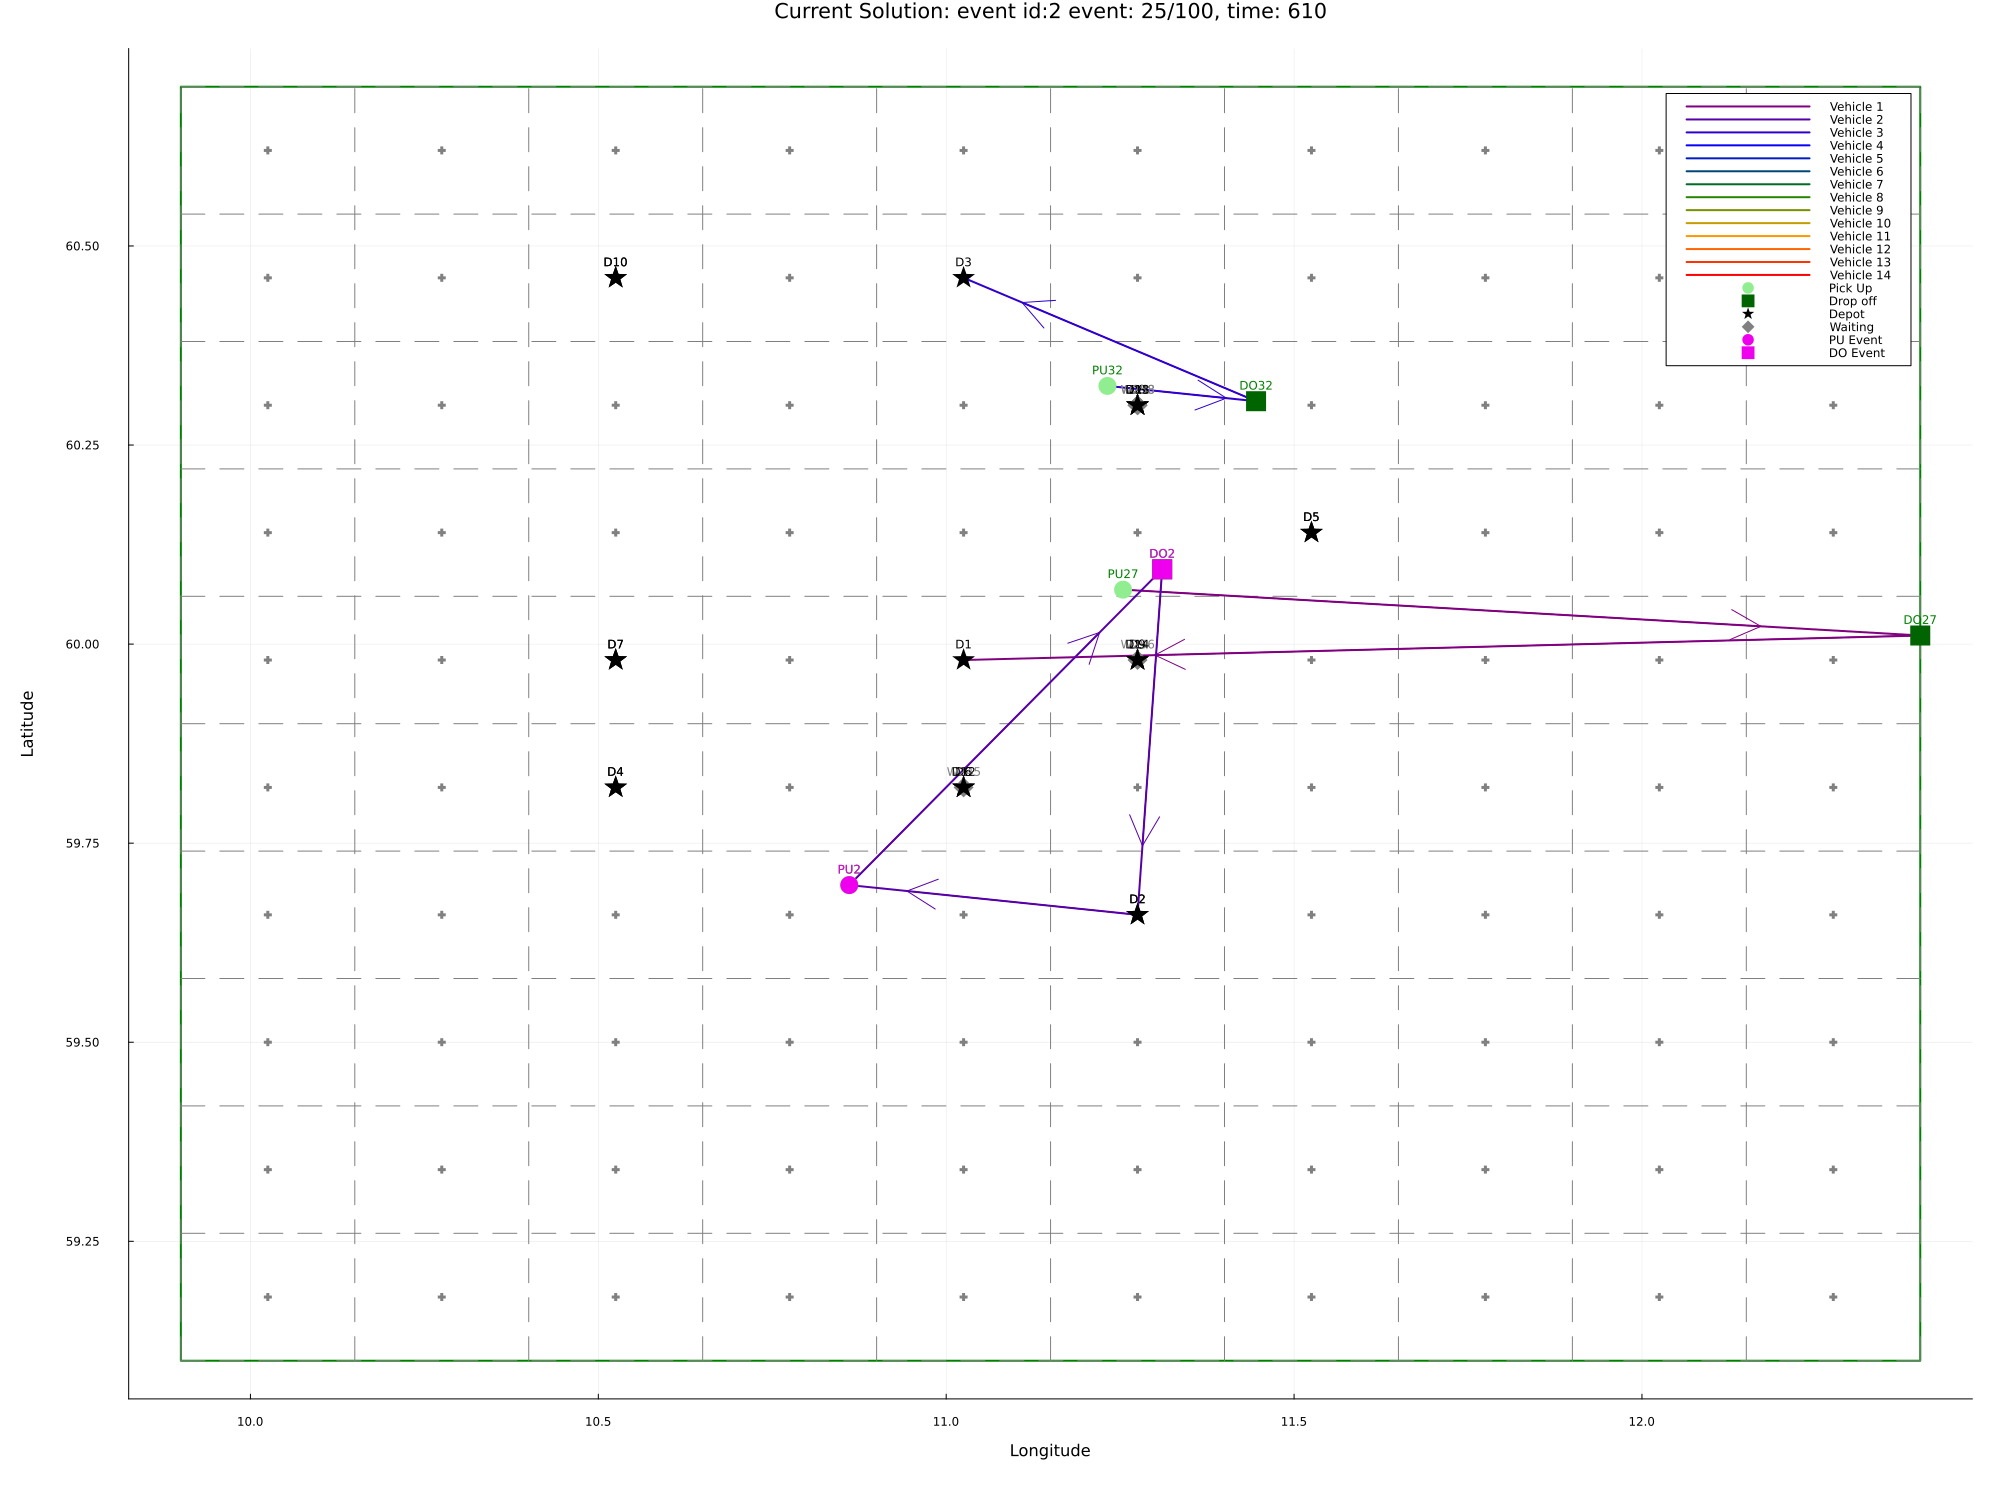 Current Solution: event id:2 event: 25/100, time: 610
Vehicle 1
Vehicle 2
Vehicle 3
Vehicle 4
Vehicle 5
Vehicle 6
Vehicle 7
Vehicle 8
Vehicle 9
Vehicle 10
Vehicle 11
Vehicle 12
Vehicle 13
Vehicle 14
Pick Up
Drop off
Depot
Waiting
PU Event
DO Event
60.50
D10
D3
PU32
DO32
60.25
D5
DO2
PU27
DO27
60.00
D7
D1
D4
59.75
PU2
D2
59.50
59.25
10.0
10.5
11.0
11.5
12.0
Longitude
Latitude